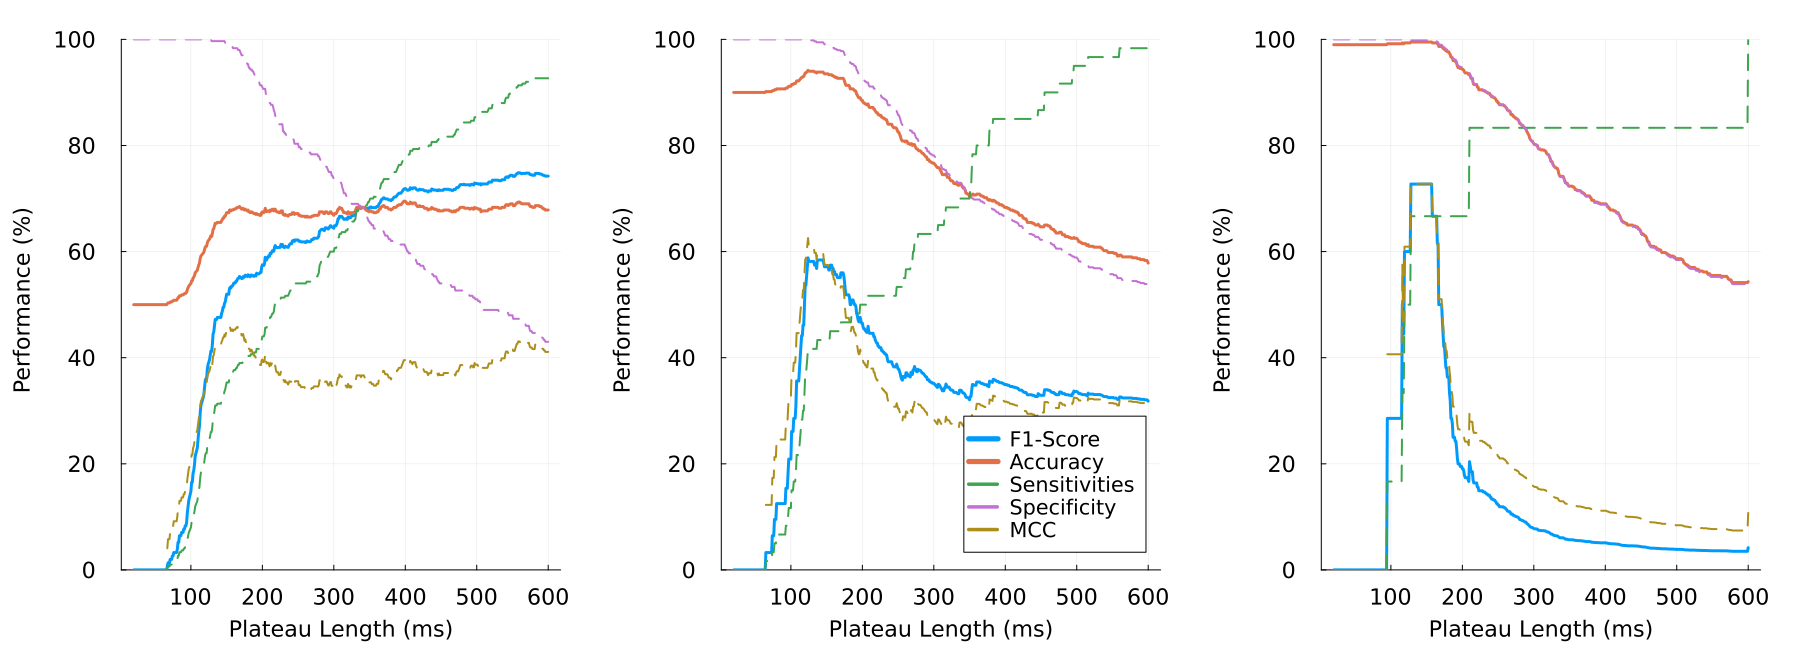 Performance (%)
100
80
60
40
20
0
100 200 300 400 500 600
Plateau Length (ms)
Performance (%)
100
80
60
40
20
0
100 200 300 400 500 600
Plateau Length (ms)
F1-Score
Accuracy
Sensitivities
Specificity
MCC
Performance (%)
100
80
60
40
20
0
100 200 300 400 500 600
Plateau Length (ms)